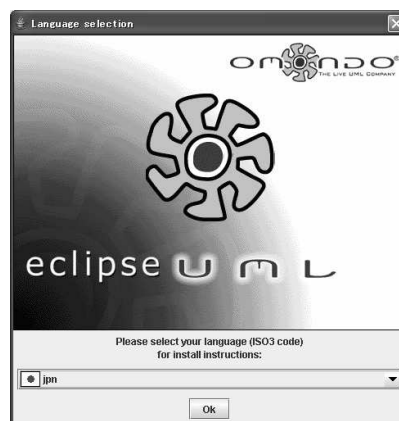 Language selection
OMONDO®
THE LIVE UML COMPANY
eclipse UML
Please select your language (ISO3 code)
for install instructions:
jpn
Ok